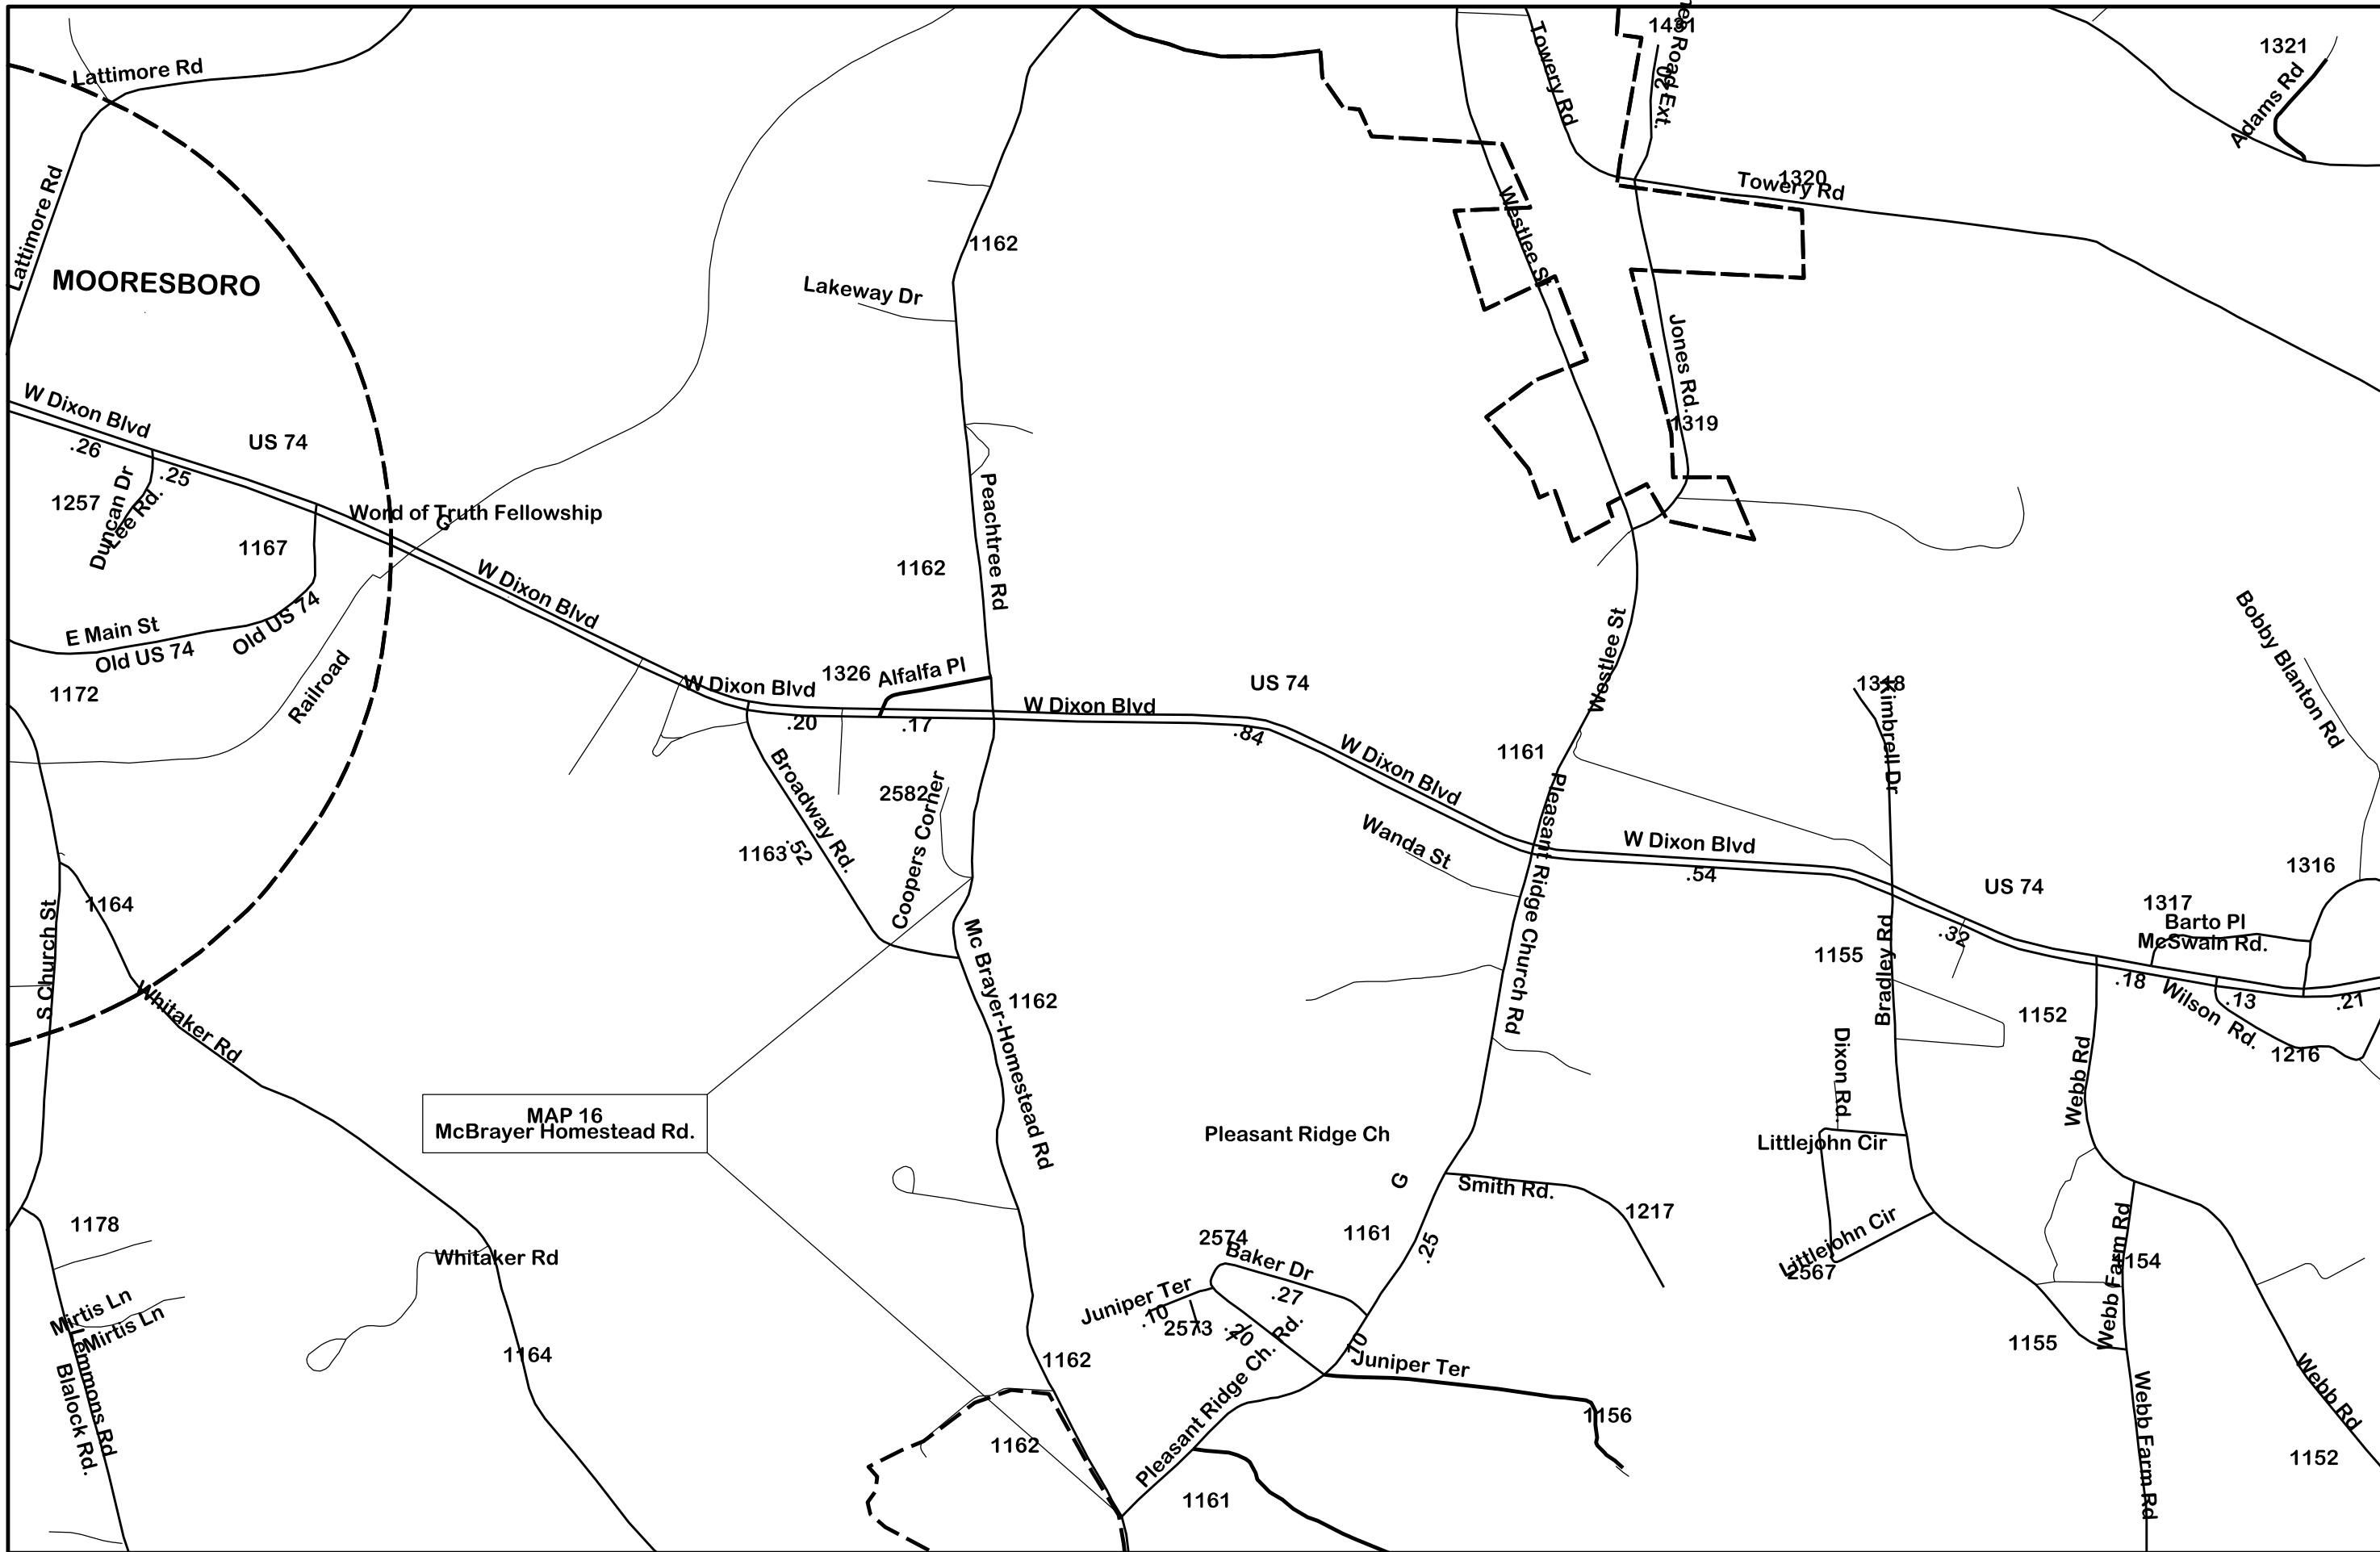 Lattimore Rd
Lattimore Rd
MOORESBORO
W Dixon Blvd
.26
US 74
.25
1257
Duncan Dr
Lee Rd.
1167
Word of Truth Fellowship
G
W Dixon Blvd
E Main St
Old US 74
Old US 74
1172
Railroad
1162
Lakeway Dr
1162
Peachtree Rd
1326
Alfalfa Pl
W Dixon Blvd
.20
.17
W Dixon Blvd
US 74
.84
W Dixon Blvd
Towery Rd
1431
.20
Road Ext.
1320
Towery Rd
1321
Adams Rd
Westlee St
Jones Rd.
1319
Westlee St
1161
Pleasant Ridge Church Rd
Wanda St
W Dixon Blvd
.54
1318
Kimbrell Dr
Bobby Blanton Rd
US 74
1316
1317
Barto Pl
McSwain Rd.
.32
.18
Wilson Rd.
.13
.21
1216
1155
Bradley Rd
1152
Webb Rd
Dixon Rd.
Littlejohn Cir
Littlejohn Cir
2567
Broadway Rd.
1163
.52
2582
Coopers Corner
1162
Mc Brayer-Homestead Rd
1164
S Church St
Whitaker Rd
MAP 16
McBrayer Homestead Rd.
Pleasant Ridge Ch
G
Smith Rd.
1217
1161
.25
2574
Baker Dr
.27
Juniper Ter
.10
2573
.20
.10
Juniper Ter
1156
Pleasant Ridge Ch. Rd.
1161
1162
1162
1178
Whitaker Rd
1164
Mirtis Ln
Mirtis Ln
Lemmons Rd
Blalock Rd.
Webb Farm Rd
1154
1155
Webb Farm Rd
Webb Rd
1152